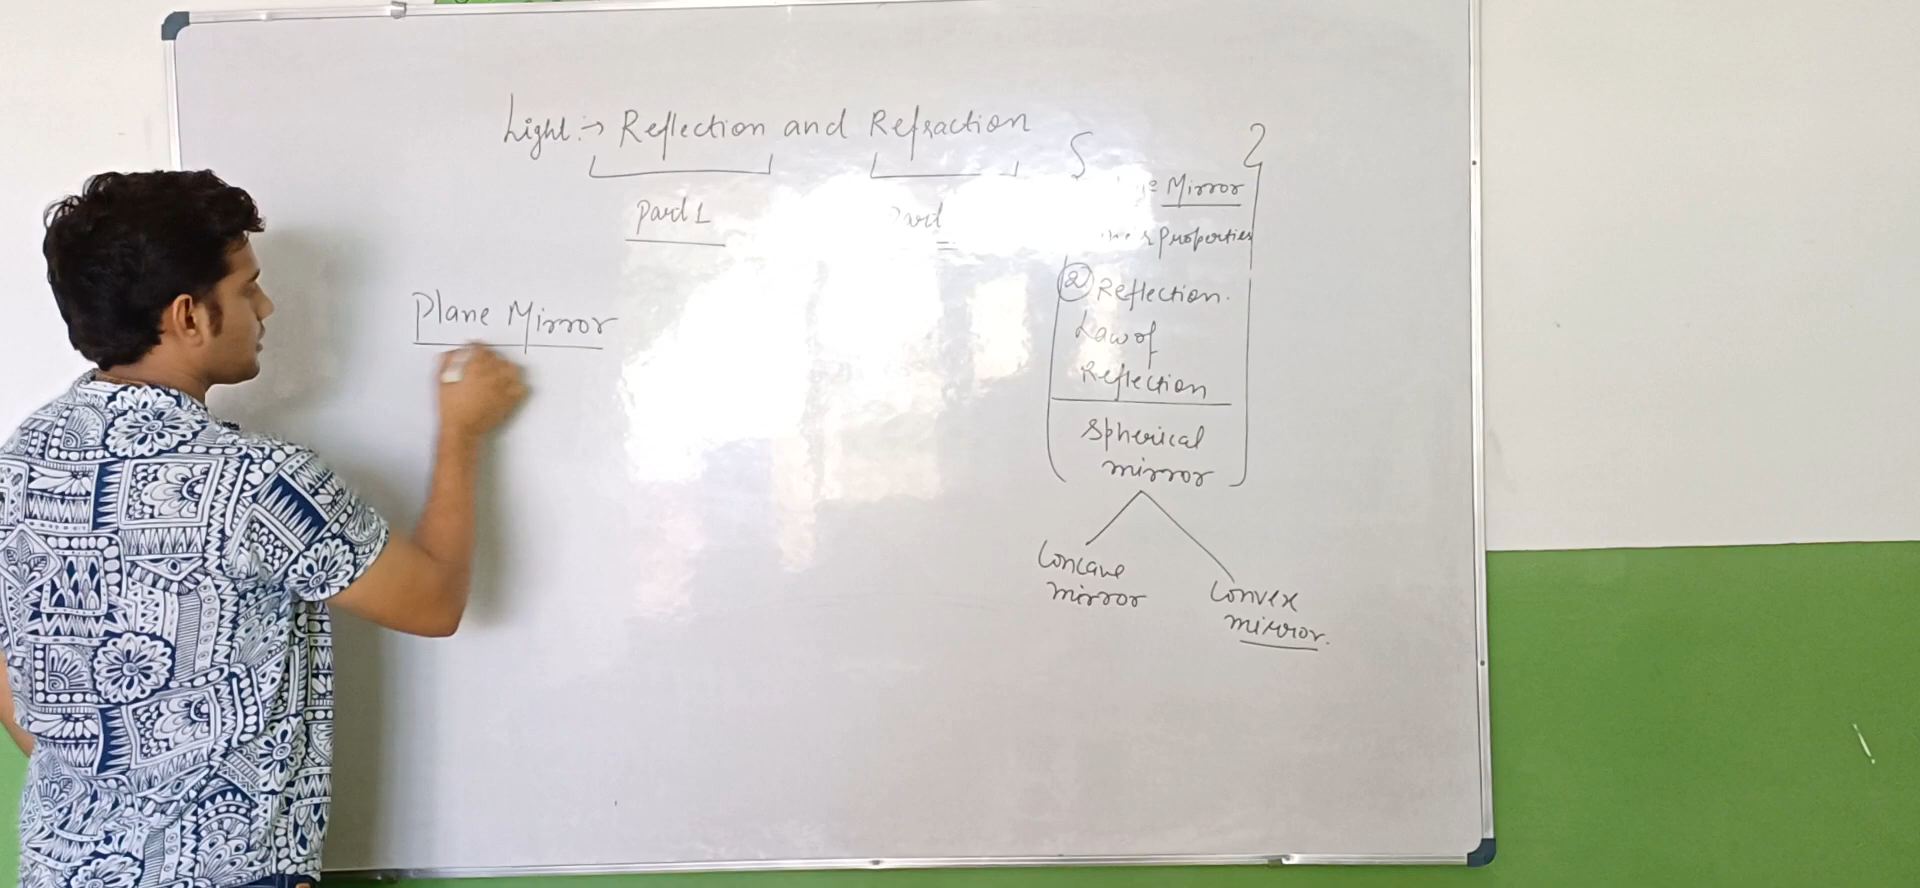 Light :→ Reflection and Refraction
Part 1
Part
Plane Mirror
Mirror
& Properties
② Reflection.
Law of
Reflection
Spherical
mirror
Concave
mirror
Convex
mirror.